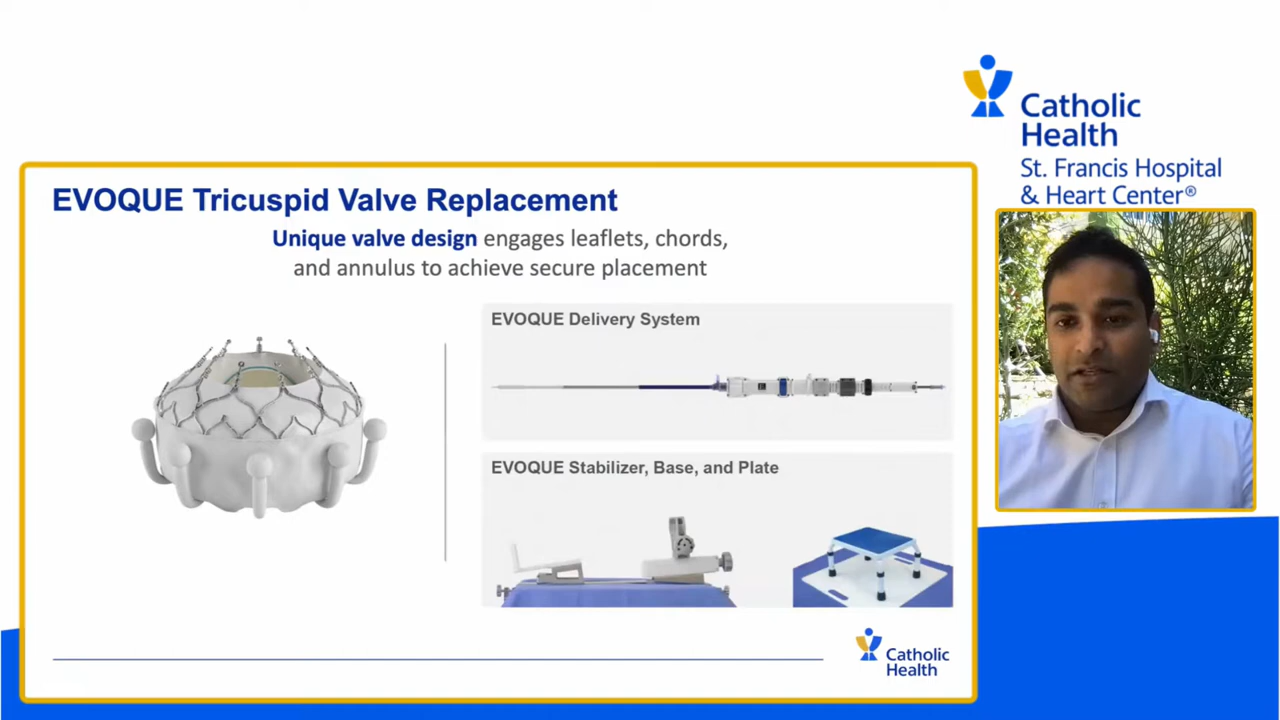 Catholic
Health
St. Francis Hospital
& Heart Center®
EVOQUE Tricuspid Valve Replacement
Unique valve design engages leaflets, chords,
and annulus to achieve secure placement
EVOQUE Delivery System
EVOQUE Stabilizer, Base, and Plate
Catholic
Health